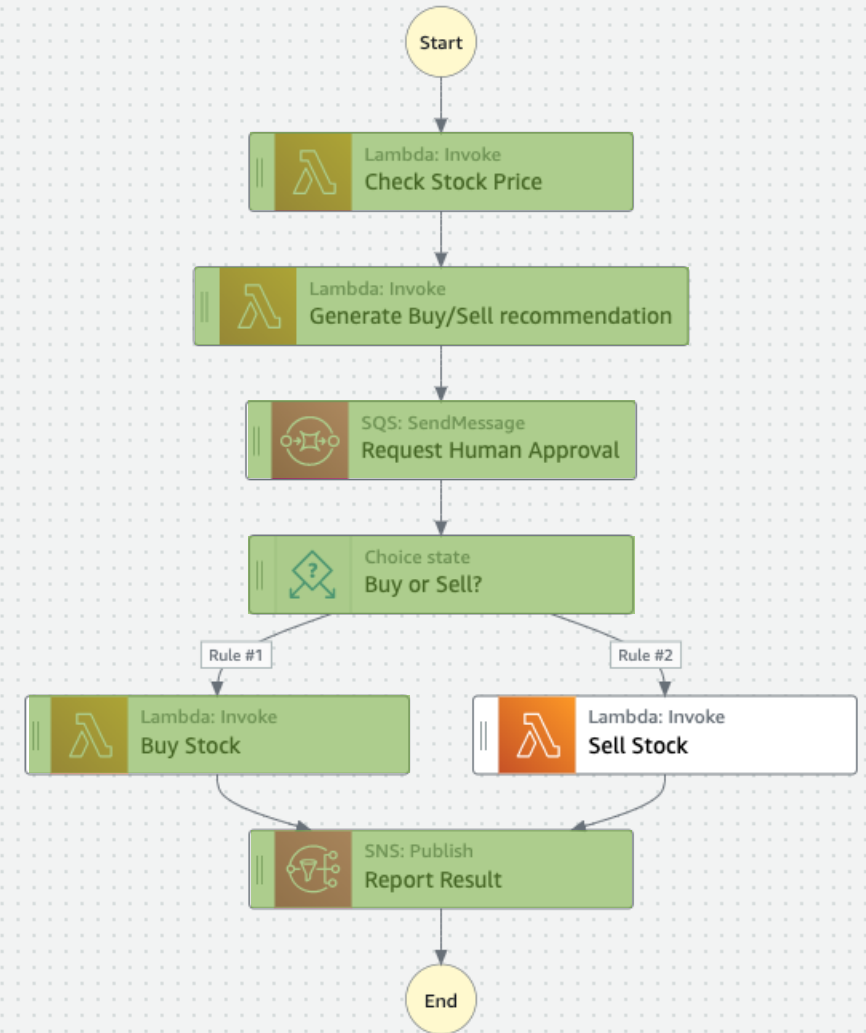 Start
Lambda: Invoke
Check Stock Price
Lambda: Invoke
Generate Buy/Sell recommendation
SQS: SendMessage
Request Human Approval
?
Choice state
Buy or Sell?
Rule #1
Rule #2
Lambda: Invoke
Buy Stock
Lambda: Invoke
Sell Stock
SNS: Publish
Report Result
End